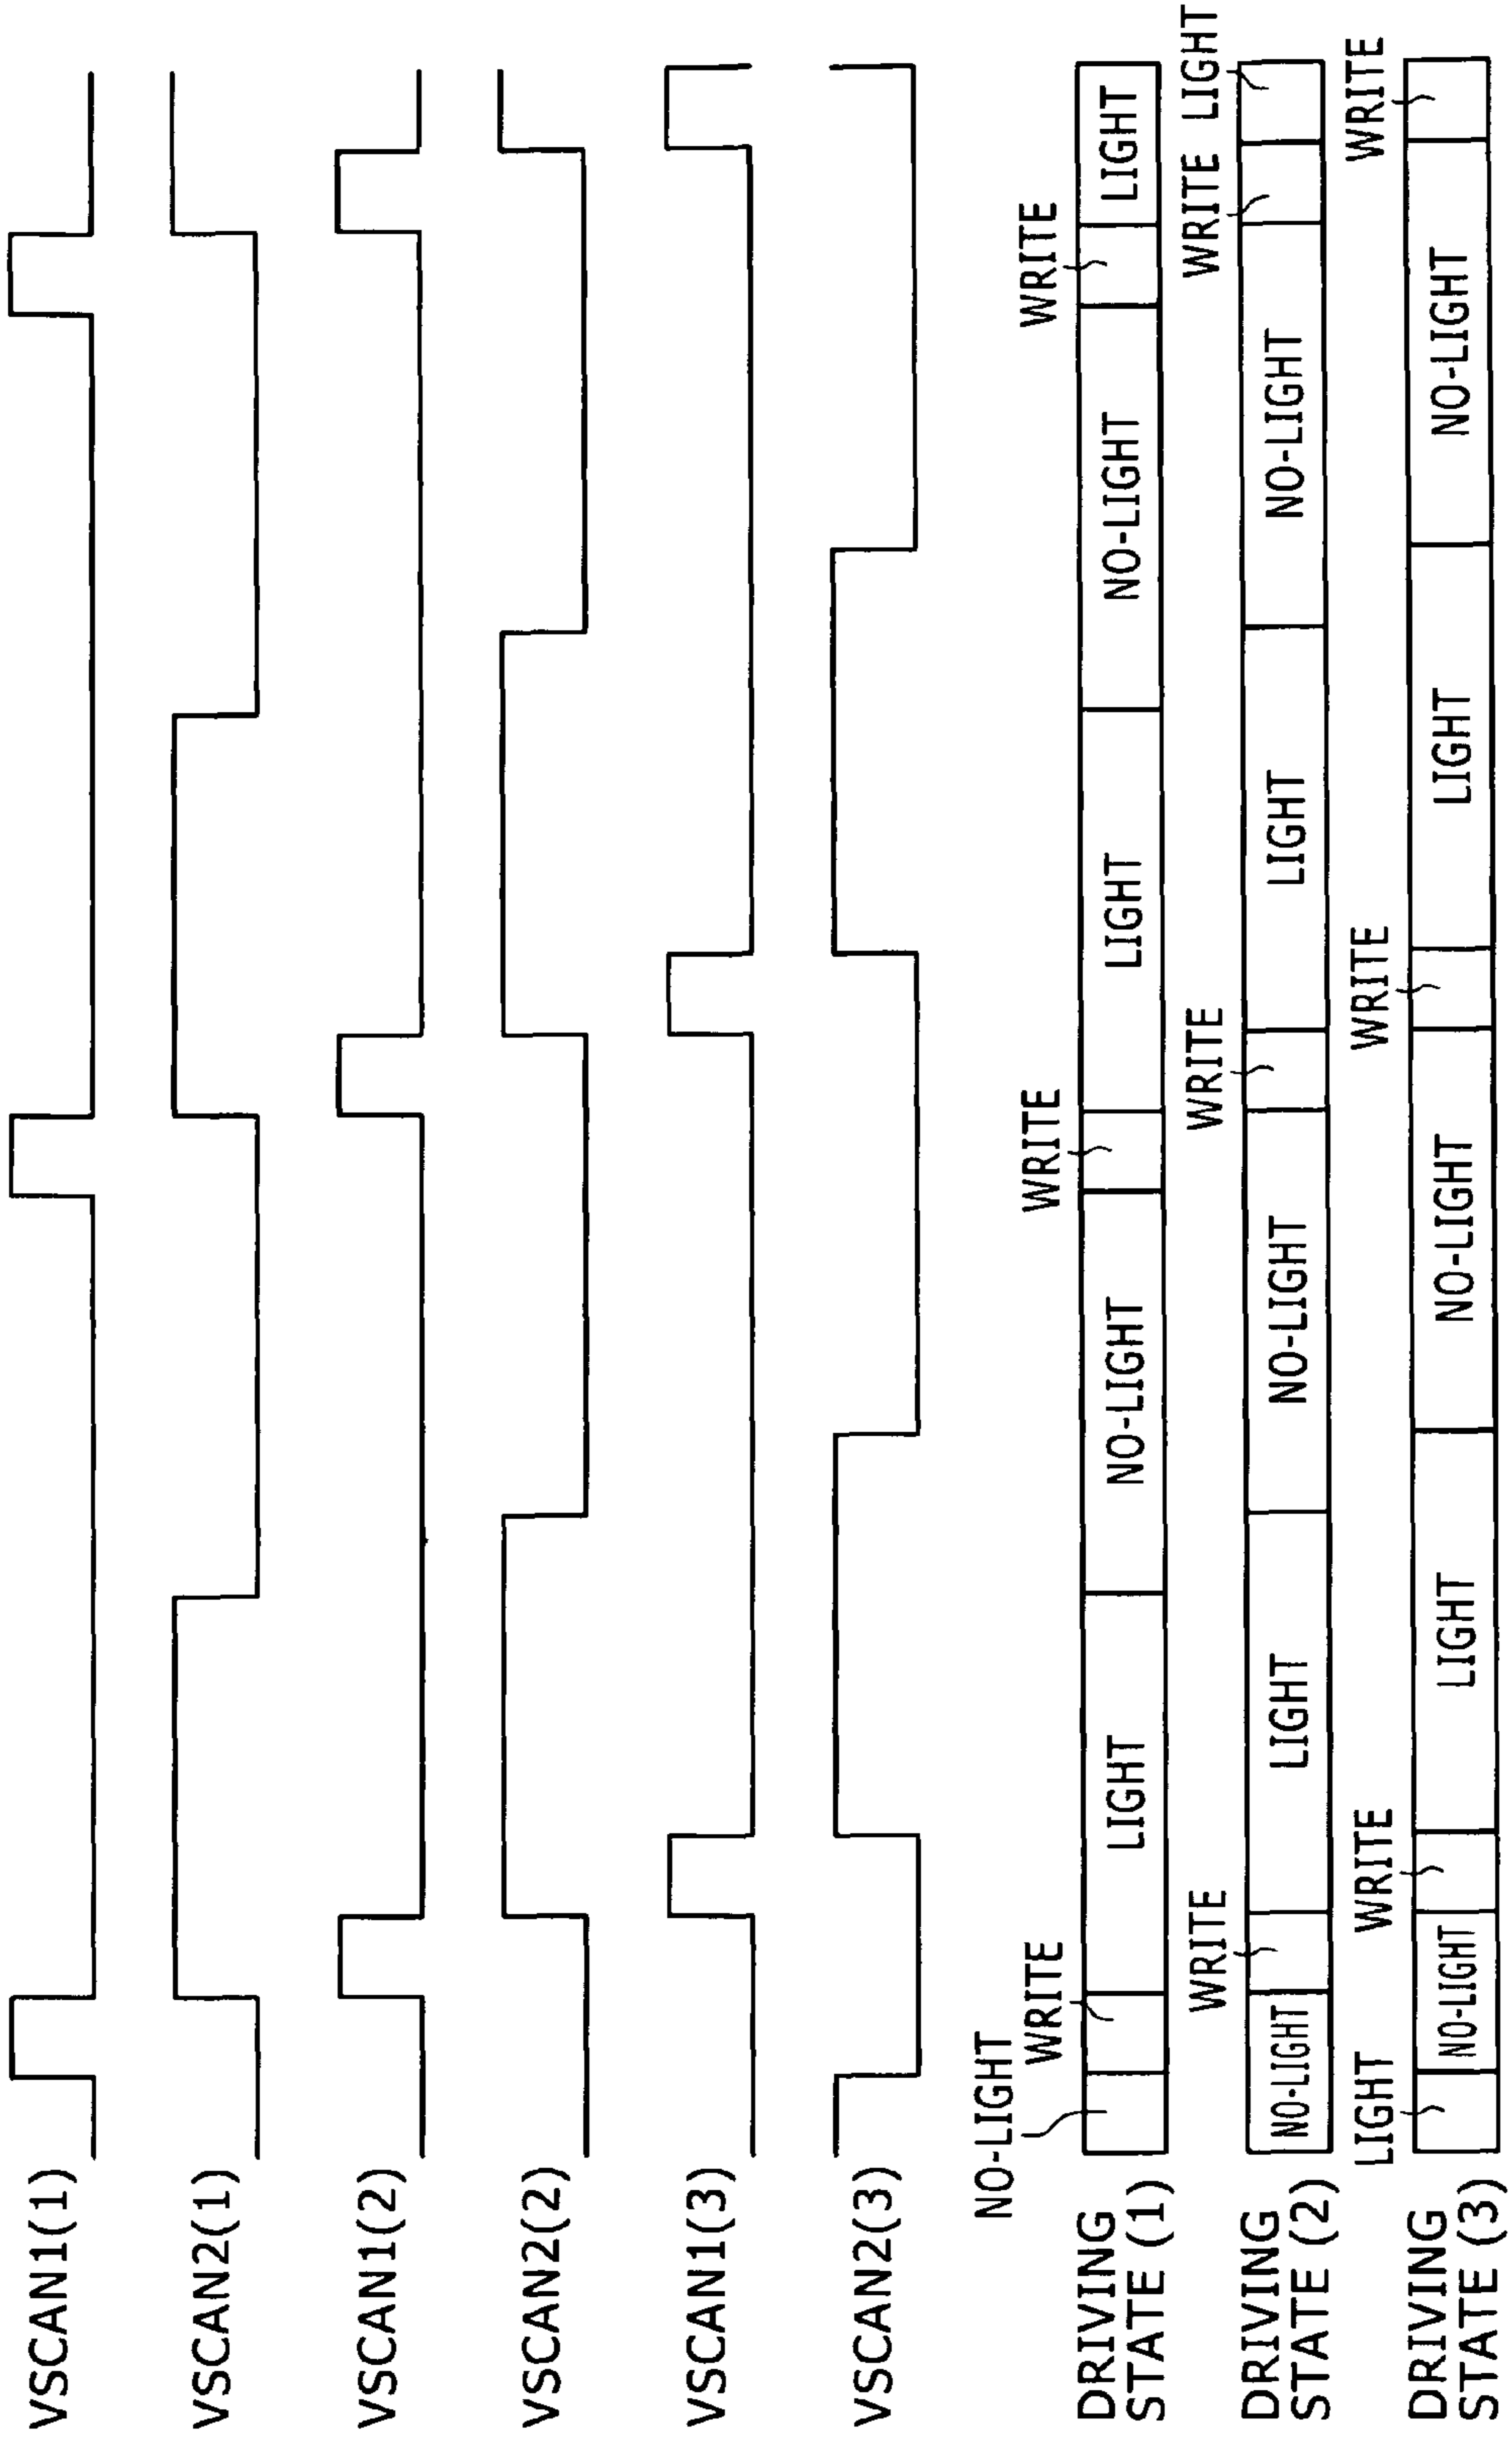 VSCAN1(1)
VSCAN2(1)
VSCAN1(2)
VSCAN2(2)
VSCAN1(3)
VSCAN2(3)
NO-LIGHT
WRITE
WRITE
WRITE
DRIVING
STATE (1)
LIGHT
NO-LIGHT
LIGHT
NO-LIGHT
LIGHT
WRITE
WRITE
WRITE
LIGHT
DRIVING
STATE (2)
NO-LIGHT
LIGHT
NO-LIGHT
LIGHT
NO-LIGHT
LIGHT
WRITE
WRITE
WRITE
DRIVING
STATE (3)
NO-LIGHT
LIGHT
NO-LIGHT
LIGHT
NO-LIGHT